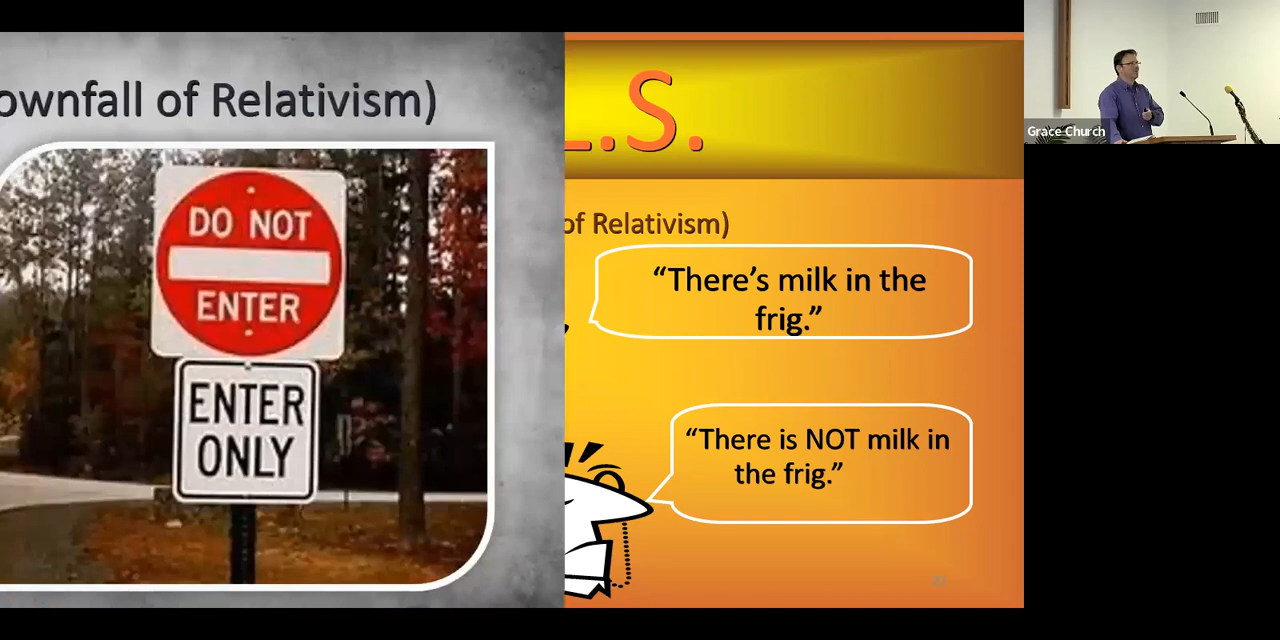 ownfall of Relativism)
DO NOT
ENTER
ENTER
ONLY
.S.
of Relativism)
“There’s milk in the
frig.”
“There is NOT milk in
the frig.”
Grace Church